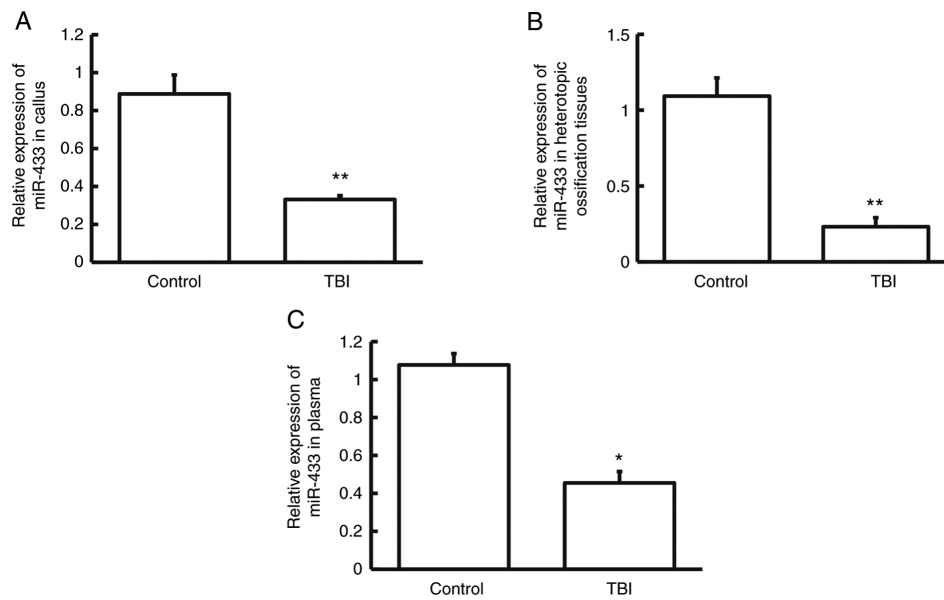 A
Relative expression of
miR-433 in callus
1.2
1
0.8
0.6
0.4
0.2
0
**
Control
TBI
B
Relative expression of
miR-433 in heterotopic
ossification tissues
1.5
1
0.5
0
**
Control
TBI
C
Relative expression of
miR-433 in plasma
1.2
1
0.8
0.6
0.4
0.2
0
*
Control
TBI